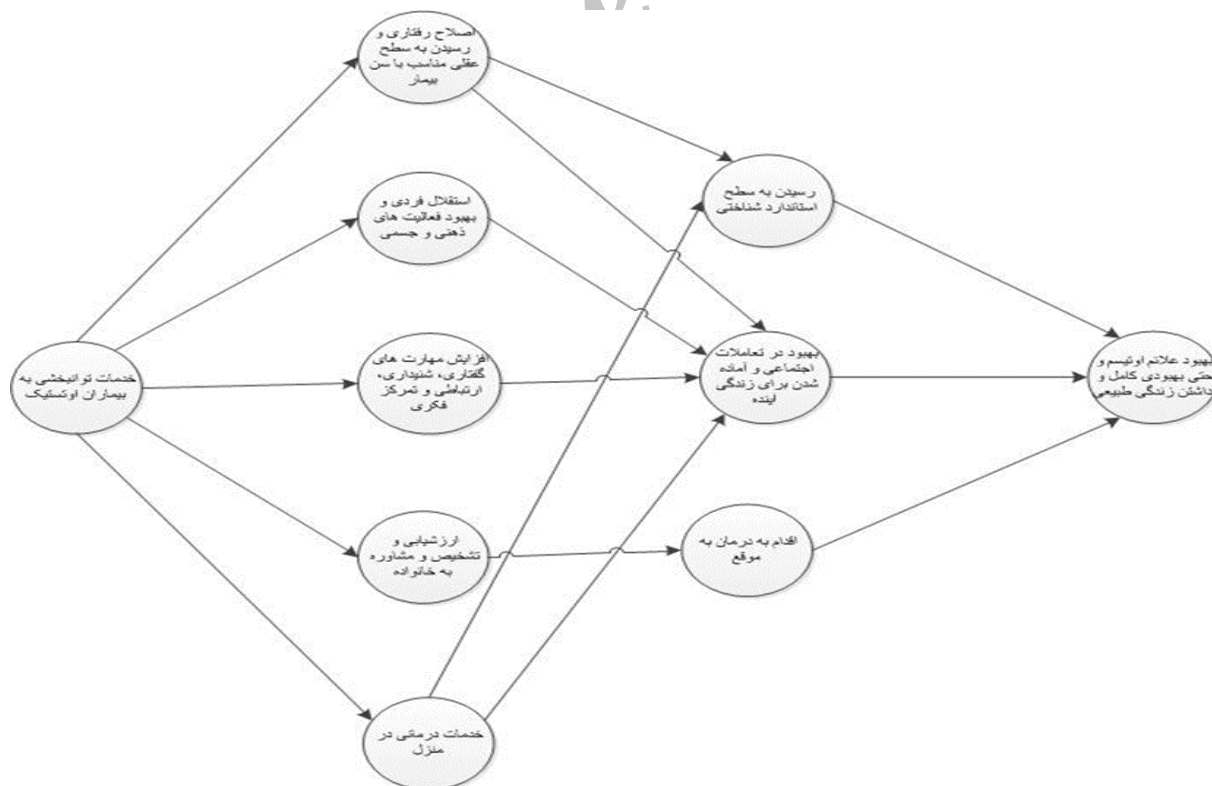 اصلاح رفتاری و
رسیدن به سطح
عقلی مناسب با سن
بیمار
رسیدن به سطح
استاندارد شناختی
استقلال فردی و
بهبود فعالیت های
ذهنی و جسمی
بهبود در تعاملات
اجتماعی و آماده
شدن برای زندگی
اینده
افزایش مهارت های
گفتاری، شنیداری،
ارتباطی و تمرکز
فکری
خدمات توانبخشی به
بیماران اوتستیک
بهبود علائم اوتیسم و
حتی بهبودی کامل و
داشتن زندگی طبیعی
ارزشیابی و
تشخیص و مشاوره
به خانواده
اقدام به درمان به
موقع
خدمات درمانی در
منزل